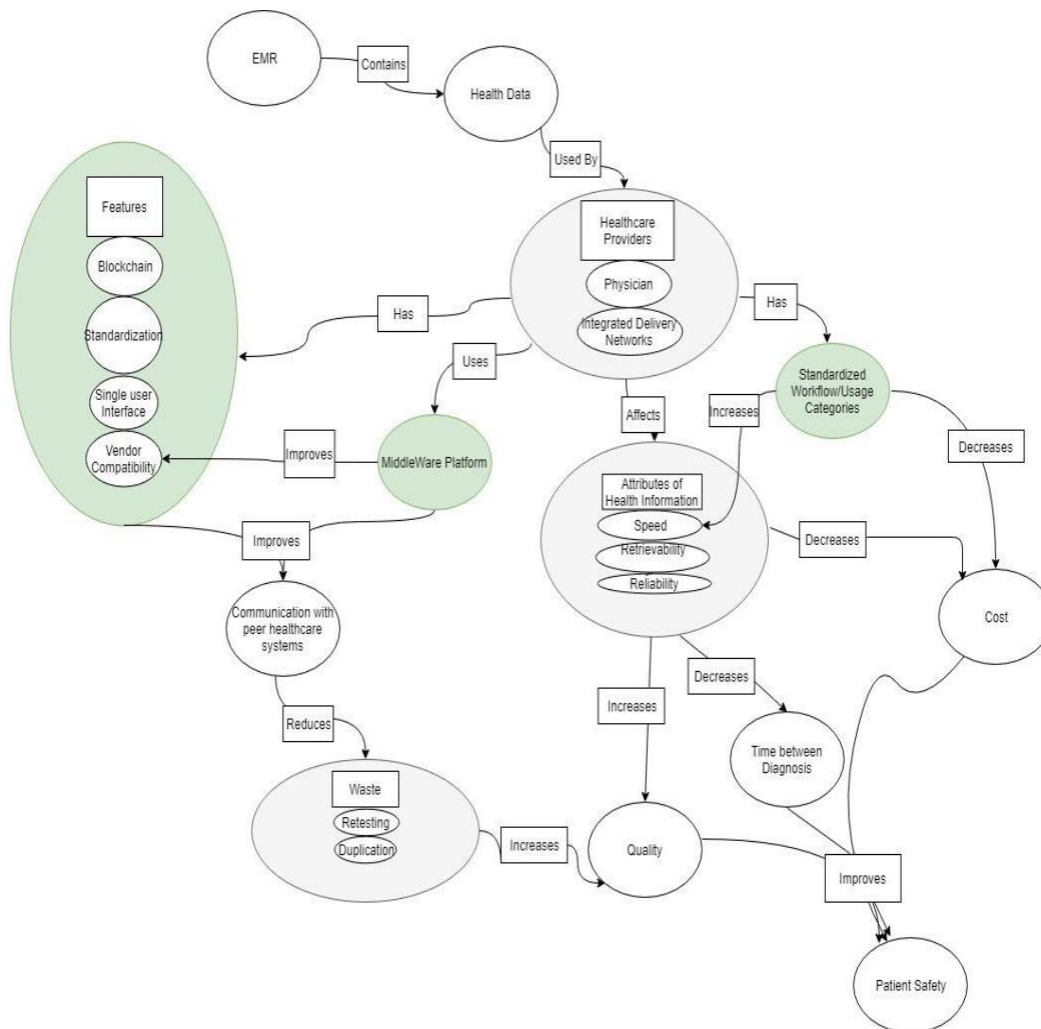 EMR
Contains
Health Data
Used By
Features
Blockchain
Standardization
Single user
Interface
Vendor
Compatibility
Healthcare
Providers
Physician
Integrated Delivery
Networks
Has
Has
Uses
Standardized
Workflow/Usage
Categories
Affects
Increases
Decreases
Improves
MiddleWare Platform
Attributes of
Health Information
Speed
Retrievability
Reliability
Decreases
Improves
Communication with
peer healthcare
systems
Cost
Decreases
Increases
Reduces
Time between
Diagnosis
Waste
Retesting
Duplication
Increases
Quality
Improves
Patient Safety